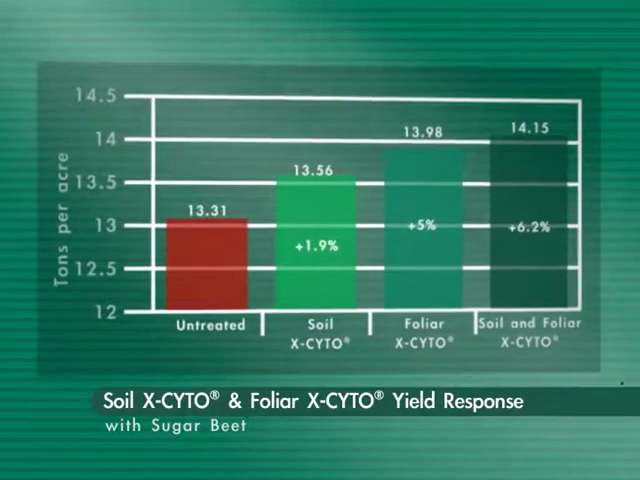 14.5
14
13.5
13
12.5
12
Tons per acre
13.31
13.56
13.98
14.15
+1.9%
+5%
+6.2%
Untreated
Soil
X-CYTO®
Foliar
X-CYTO®
Soil and Foliar
X-CYTO®
Soil X-CYTO® & Foliar X-CYTO® Yield Response
with Sugar Beet